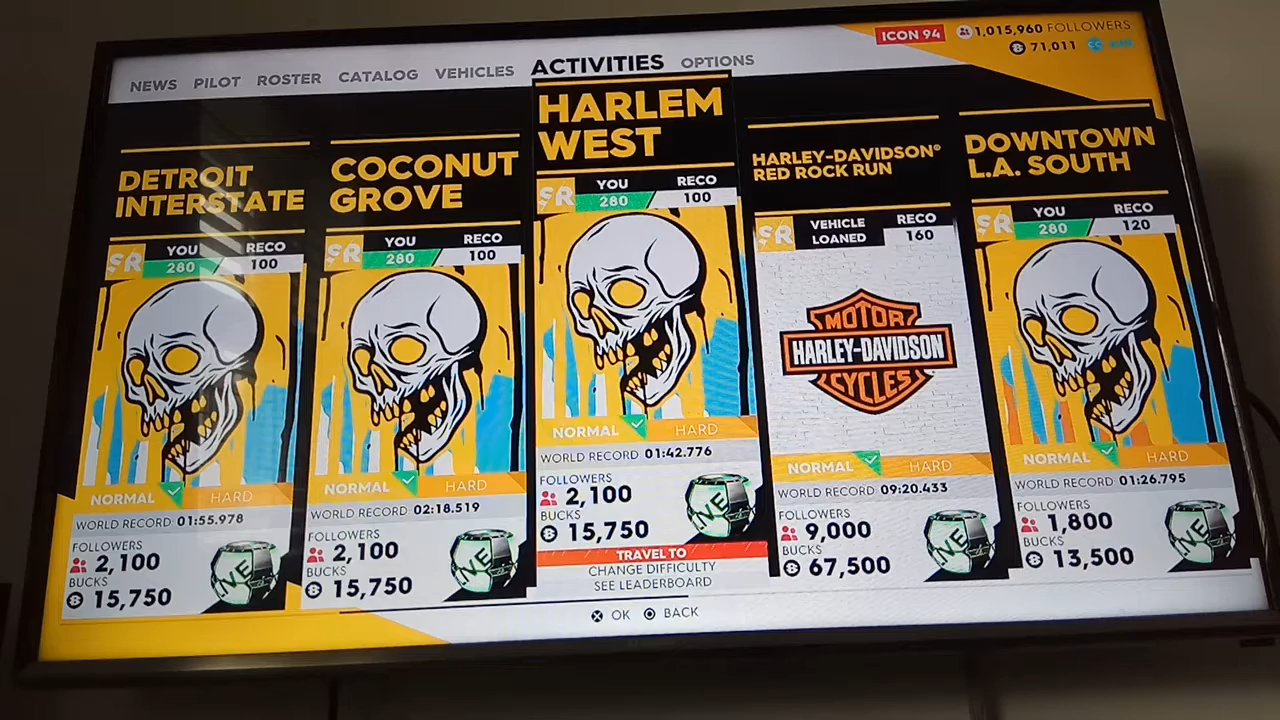 ICON 94
1,015,960 FOLLOWERS
71,011
NEWS PILOT ROSTER CATALOG VEHICLES ACTIVITIES OPTIONS
DETROIT
INTERSTATE
SR
YOU RECO
280 100
NORMAL HARD
WORLD RECORD 01:55.978
FOLLOWERS
2,100
BUCKS
15,750
COCONUT
GROVE
SR
YOU RECO
280 100
NORMAL HARD
WORLD RECORD 02:18.519
FOLLOWERS
2,100
BUCKS
15,750
HARLEM
WEST
SR
YOU RECO
280 100
NORMAL HARD
WORLD RECORD 01:42.776
FOLLOWERS
2,100
BUCKS
15,750
TRAVEL TO
CHANGE DIFFICULTY
SEE LEADERBOARD
HARLEY-DAVIDSON®
RED ROCK RUN
SR
VEHICLE RECO
LOANED 160
MOTOR
HARLEY-DAVIDSON
CYCLES
NORMAL HARD
WORLD RECORD 09:20.433
FOLLOWERS
9,000
BUCKS
67,500
DOWNTOWN
L.A. SOUTH
SR
YOU RECO
280 120
NORMAL HARD
WORLD RECORD 01:26.795
FOLLOWERS
1,800
BUCKS
13,500
OK BACK